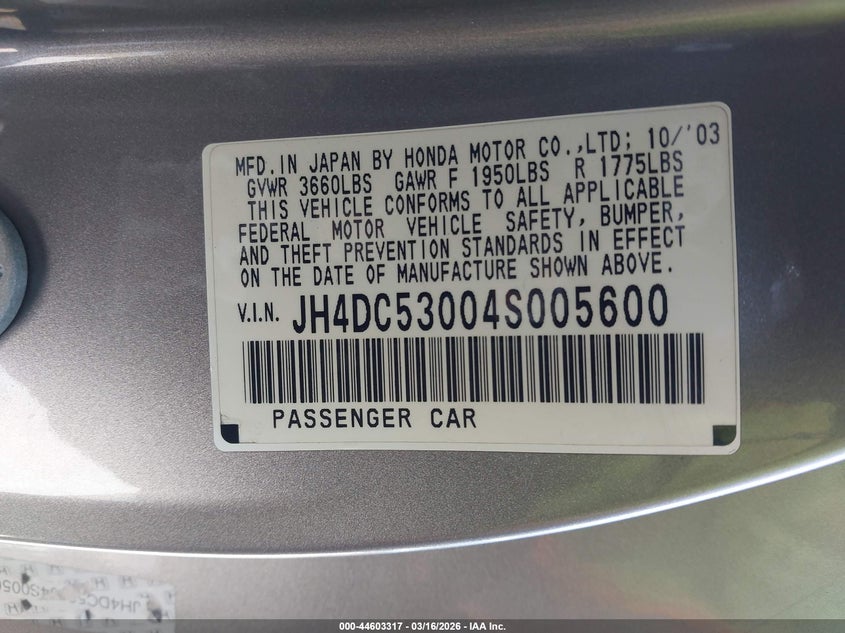 MFD.IN JAPAN BY HONDA MOTOR CO.,LTD; 10/'03
GVWR 3660LBS GAWR F 1950LBS R 1775LBS
THIS VEHICLE CONFORMS TO ALL APPLICABLE
FEDERAL MOTOR VEHICLE SAFETY, BUMPER,
AND THEFT PREVENTION STANDARDS IN EFFECT
ON THE DATE OF MANUFACTURE SHOWN ABOVE.
V.I.N. JH4DC53004S005600
PASSENGER CAR
000-44603317 - 03/16/2026 - IAA Inc.